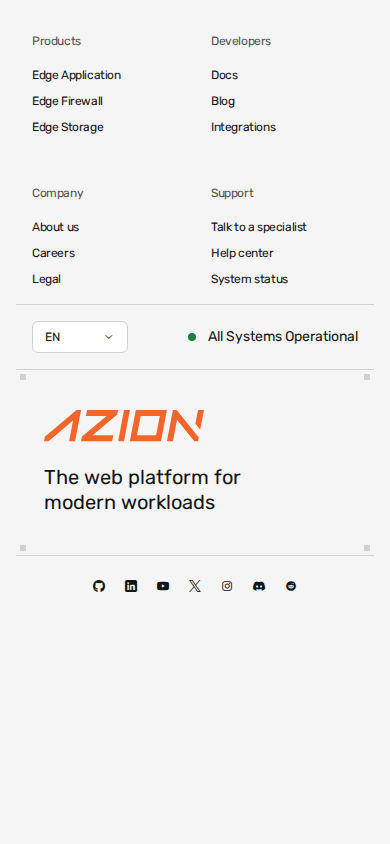 Products
Edge Application
Edge Firewall
Edge Storage
Developers
Docs
Blog
Integrations
Company
About us
Careers
Legal
Support
Talk to a specialist
Help center
System status
EN
All Systems Operational
AZION
The web platform for
modern workloads